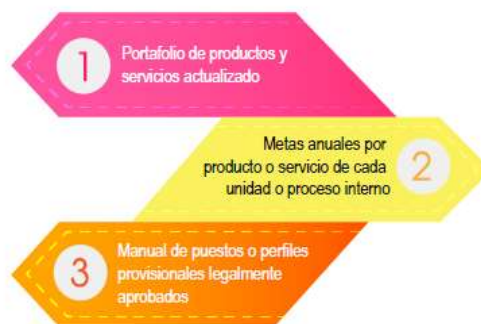 1
Portafolio de productos y
servicios actualizado
Metas anuales por
producto o servicio de cada
unidad o proceso interno
2
3
Manual de puestos o perfiles
provisionales legalmente
aprobados